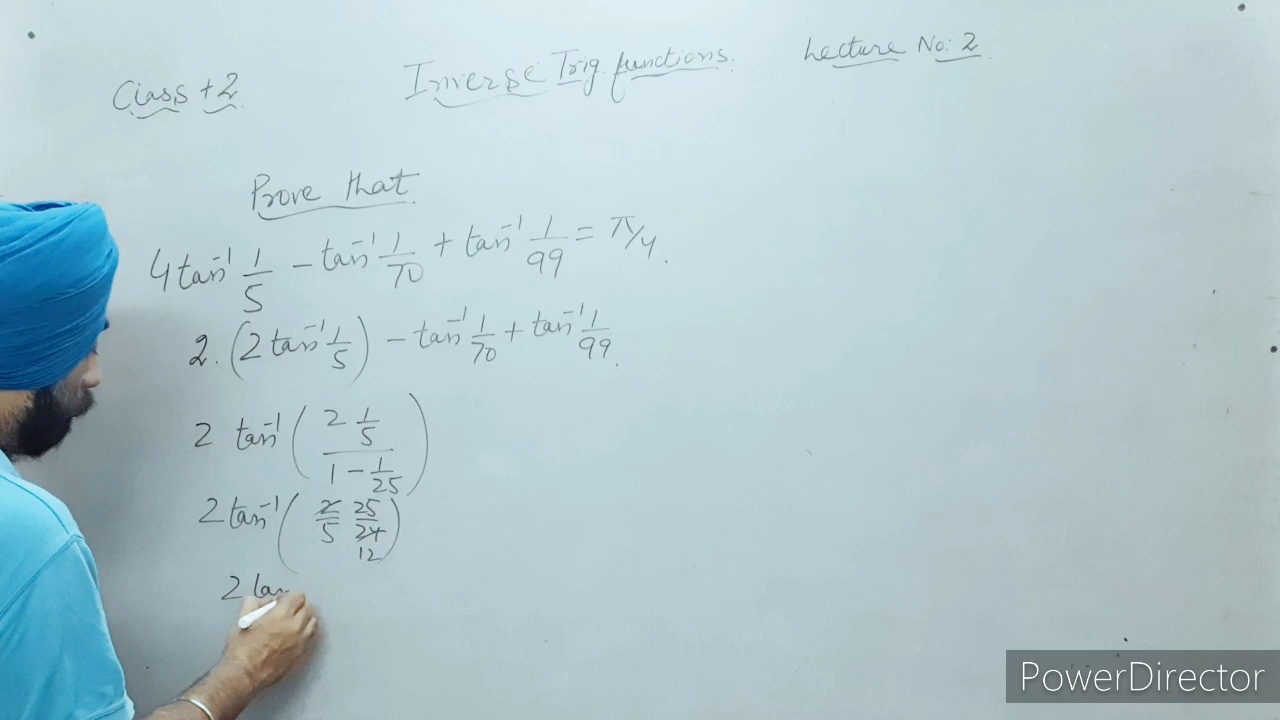 Class +2 Inverse Trig. functions. Lecture No: 2
Prove that
4 tan⁻¹ 1/5 − tan⁻¹ 1/70 + tan⁻¹ 1/99 = π/4.
2. (2 tan⁻¹ 1/5) − tan⁻¹ 1/70 + tan⁻¹ 1/99.
2 tan⁻¹ ( (2 1/5) / (1 − 1/25) )
2 tan⁻¹ ( 2/5 25/24 12 )
2 tan
PowerDirector